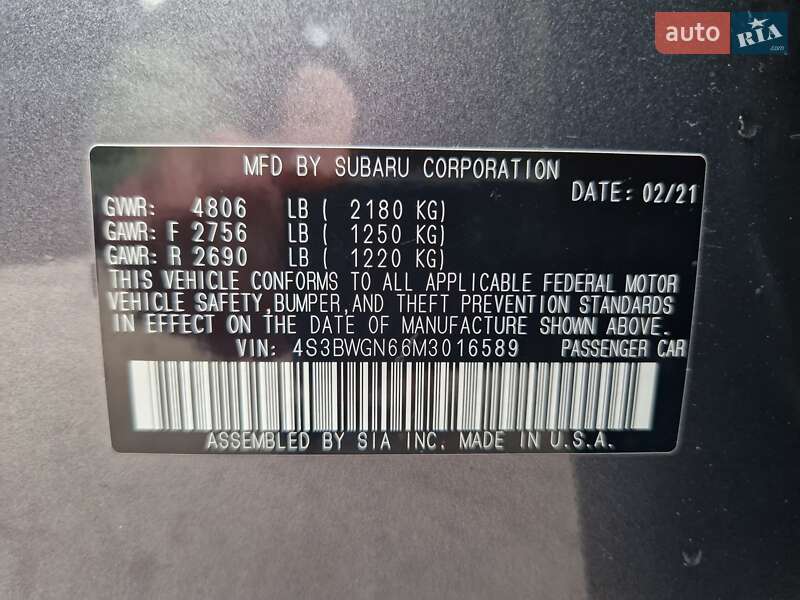 auto RIA.com
MFD BY SUBARU CORPORATION
DATE: 02/21
GVWR: 4806 LB ( 2180 KG)
GAWR: F 2756 LB ( 1250 KG)
GAWR: R 2690 LB ( 1220 KG)
THIS VEHICLE CONFORMS TO ALL APPLICABLE FEDERAL MOTOR
VEHICLE SAFETY,BUMPER,AND THEFT PREVENTION STANDARDS
IN EFFECT ON THE DATE OF MANUFACTURE SHOWN ABOVE.
VIN: 4S3BWGN66M3016589 PASSENGER CAR
ASSEMBLED BY SIA INC. MADE IN U.S.A.